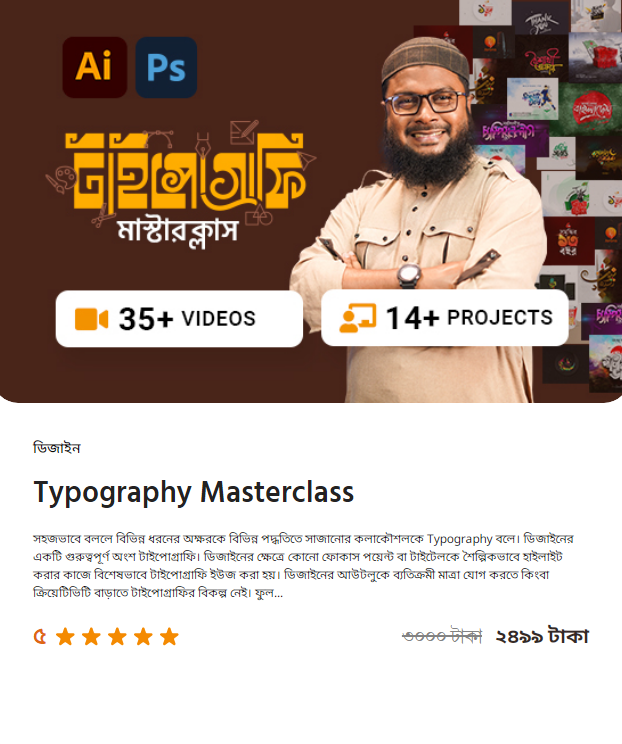 Ai Ps
টাইপোগ্রাফি
মাস্টারক্লাস
35+ VIDEOS
14+ PROJECTS
ডিজাইন
Typography Masterclass
সহজভাবে বললে বিভিন্ন ধরনের অক্ষরকে বিভিন্ন পদ্ধতিতে সাজানোর কলাকৌশলকে Typography বলে। ডিজাইনের
একটি গুরুত্বপূর্ণ অংশ টাইপোগ্রাফি। ডিজাইনের ক্ষেত্রে কোনো ফোকাস পয়েন্ট বা টাইটেলকে শৈল্পিকভাবে হাইলাইট
করার কাজে বিশেষভাবে টাইপোগ্রাফি ইউজ করা হয়। ডিজাইনের আউটলুকে ব্যতিক্রমী মাত্রা যোগ করতে কিংবা
ক্রিয়েটিভিটি বাড়াতে টাইপোগ্রাফির বিকল্প নেই। ফুল...
৫
৩০০০ টাকা ২৪৯৯ টাকা